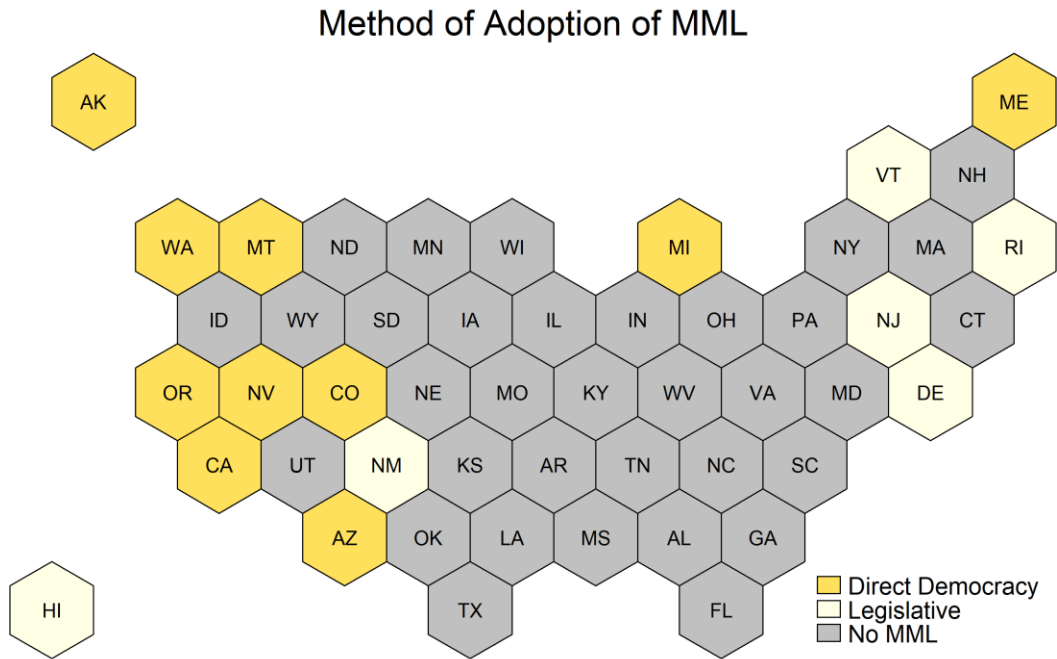 Method of Adoption of MML
AK
ME
VT NH
WA MT ND MN WI MI NY MA RI
ID WY SD IA IL IN OH PA NJ CT
OR NV CO NE MO KY WV VA MD DE
CA UT NM KS AR TN NC SC
AZ OK LA MS AL GA
HI TX FL
Direct Democracy
Legislative
No MML